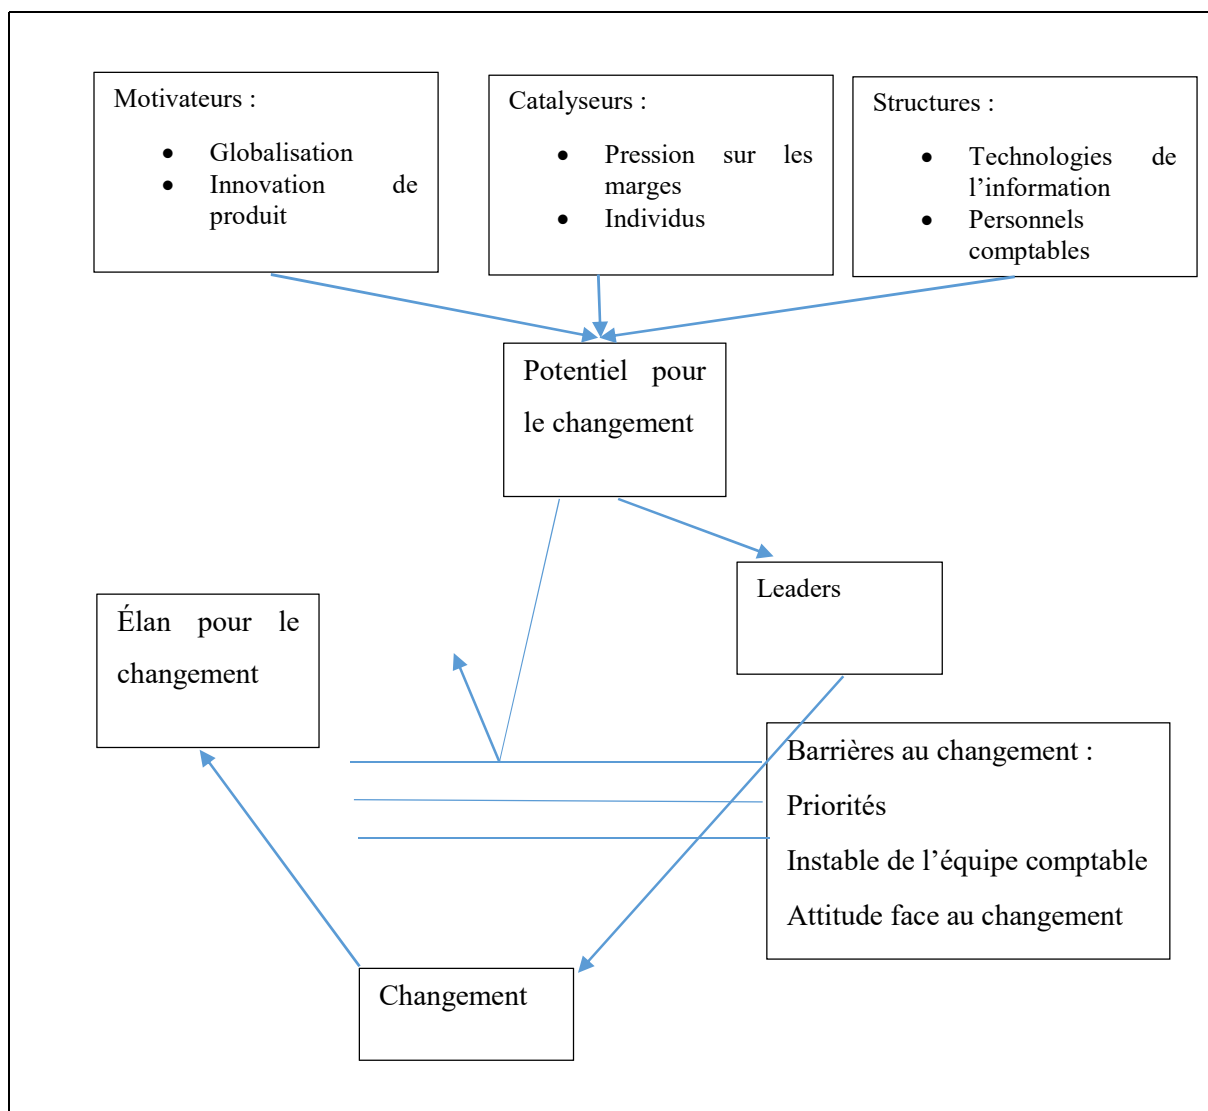 Motivateurs :
• Globalisation
• Innovation de
produit
Catalyseurs :
• Pression sur les
marges
• Individus
Structures :
• Technologies de
l’information
• Personnels
comptables
Potentiel pour
le changement
Leaders
Élan pour le
changement
Barrières au changement :
Priorités
Instable de l’équipe comptable
Attitude face au changement
Changement